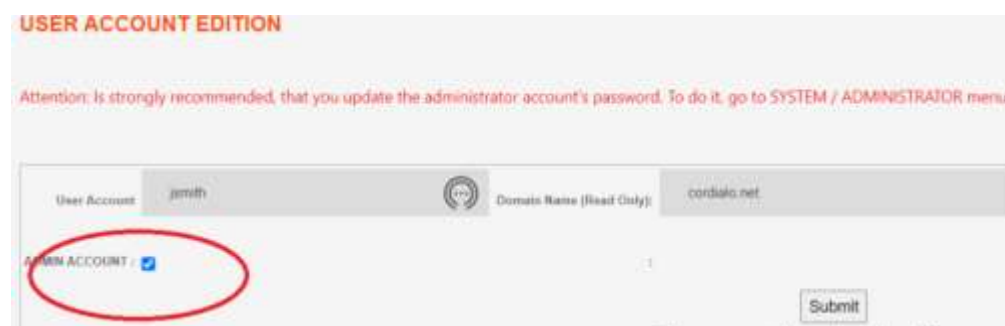 USER ACCOUNT EDITION
Attention: Is strongly recommended, that you update the administrator account's password. To do it, go to SYSTEM / ADMINISTRATOR menu
User Account jsmith Domain Name (Read Only): cordialo.net
ADMIN ACCOUNT : :
Submit